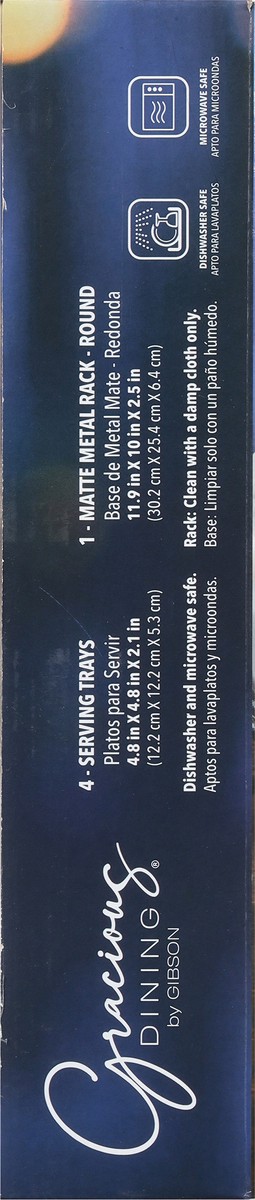 Gracious®
DINING
by GIBSON
4 - SERVING TRAYS
Platos para Servir
4.8 in X 4.8 in X 2.1 in
(12.2 cm X 12.2 cm X 5.3 cm)
Dishwasher and microwave safe.
Aptos para lavaplatos y microondas.
1 - MATTE METAL RACK - ROUND
Base de Metal Mate - Redonda
11.9 in X 10 in X 2.5 in
(30.2 cm X 25.4 cm X 6.4 cm)
Rack: Clean with a damp cloth only.
Base: Limpiar solo con un paño húmedo.
DISHWASHER SAFE
APTO PARA LAVAPLATOS
MICROWAVE SAFE
APTO PARA MICROONDAS